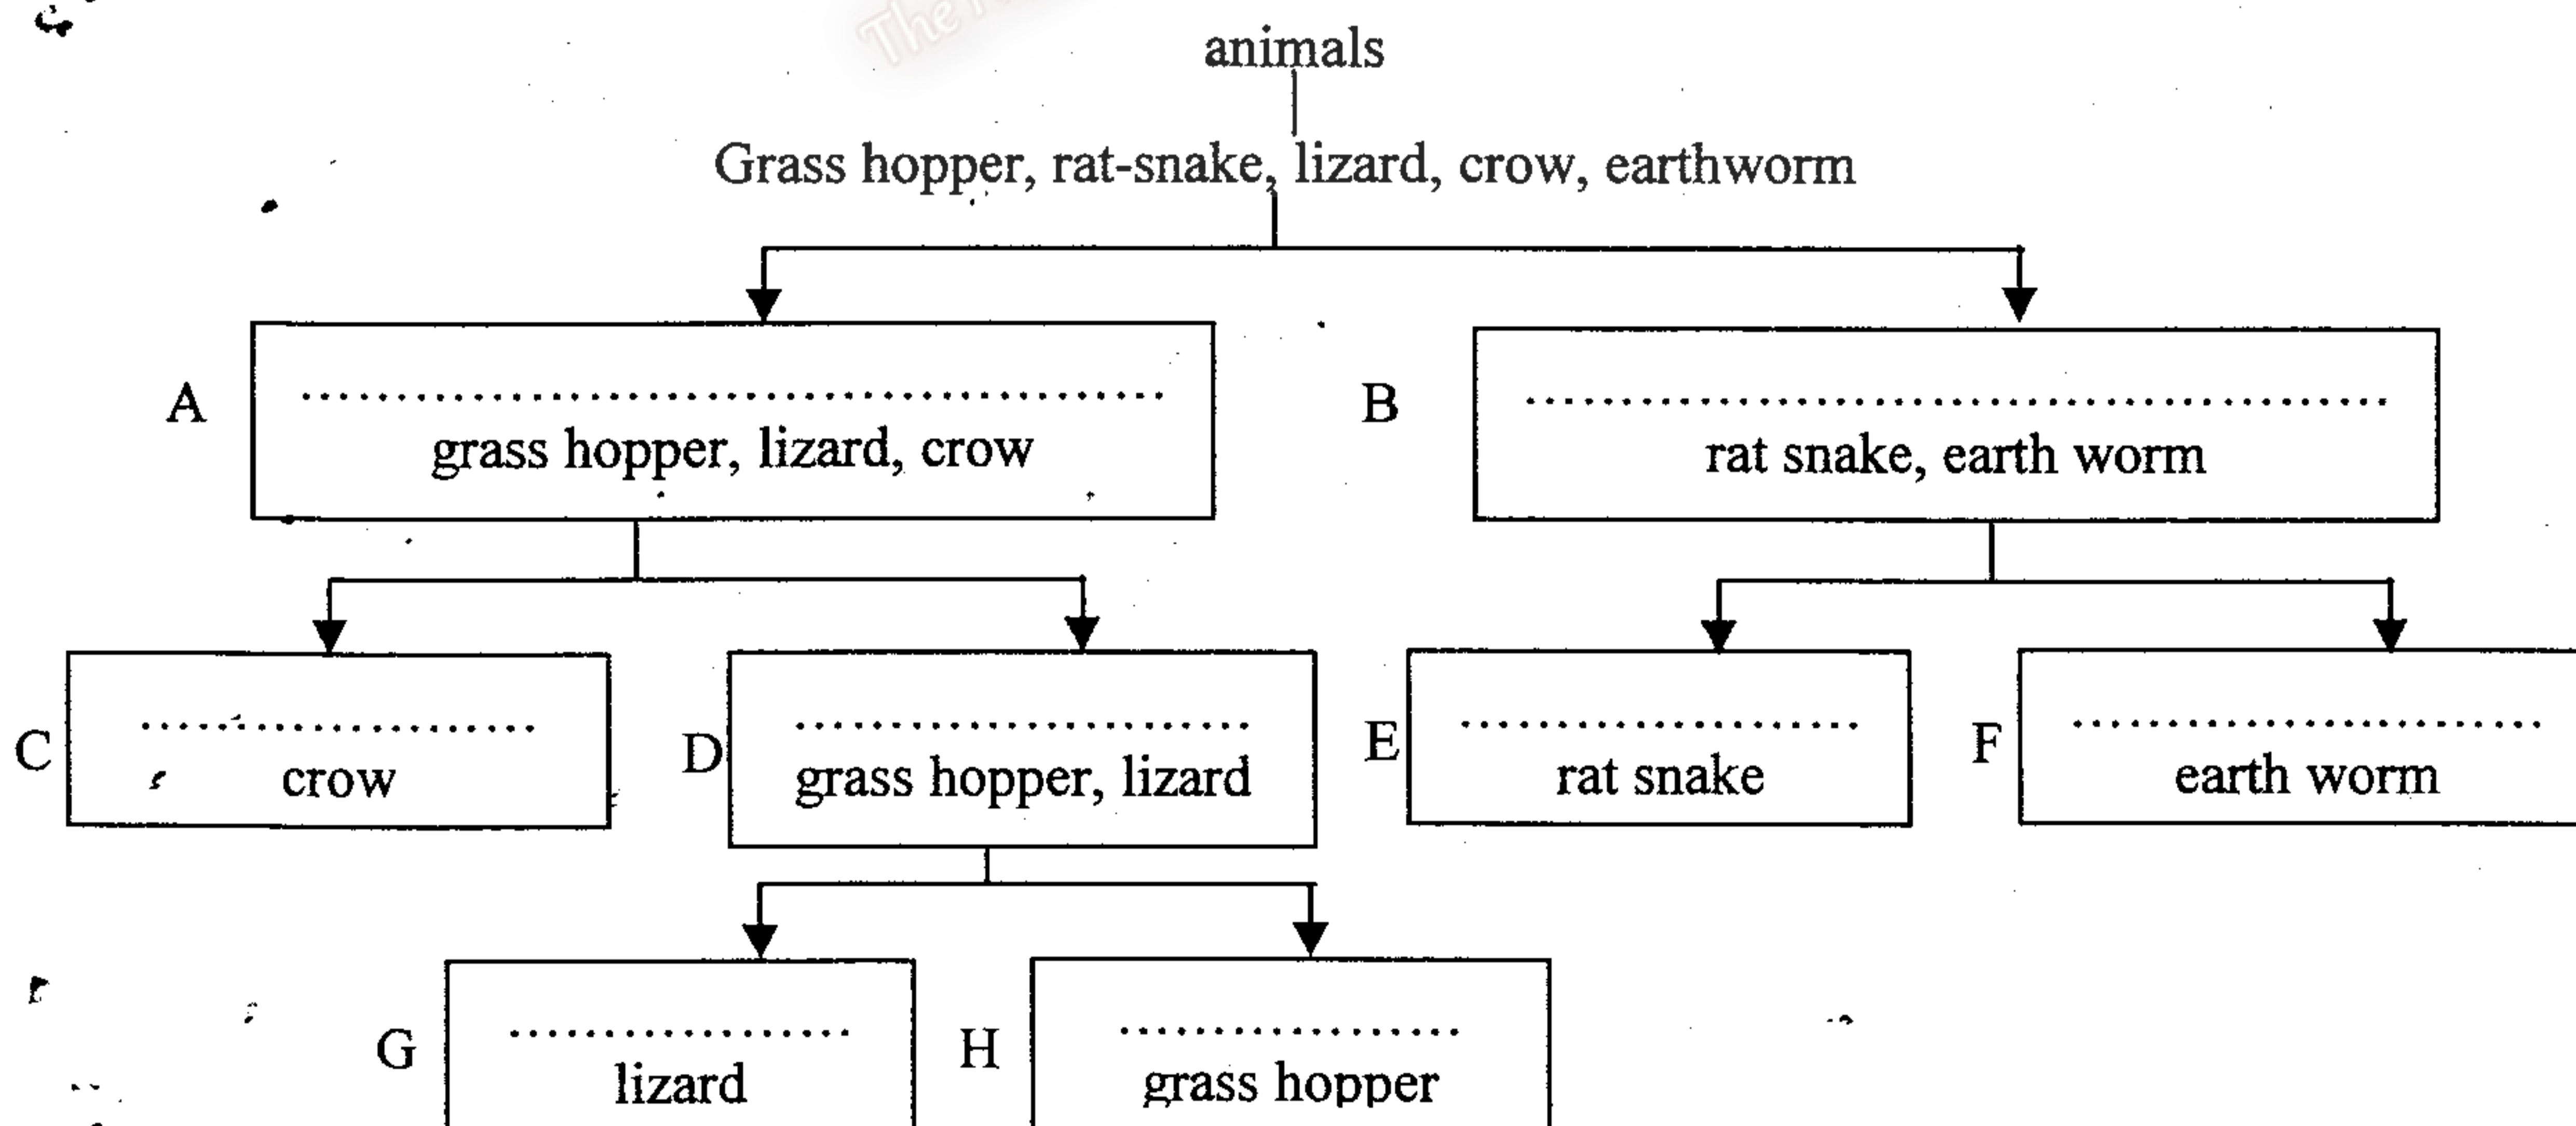 The
animals
Grass hopper, rat-snake, lizard, crow, earthworm
A
....................
grass hopper, lizard, crow
B
....................
rat snake, earth worm
C
....................
crow
D
....................
grass hopper, lizard
E
....................
rat snake
F
....................
earth worm
G
....................
lizard
H
....................
grass hopper